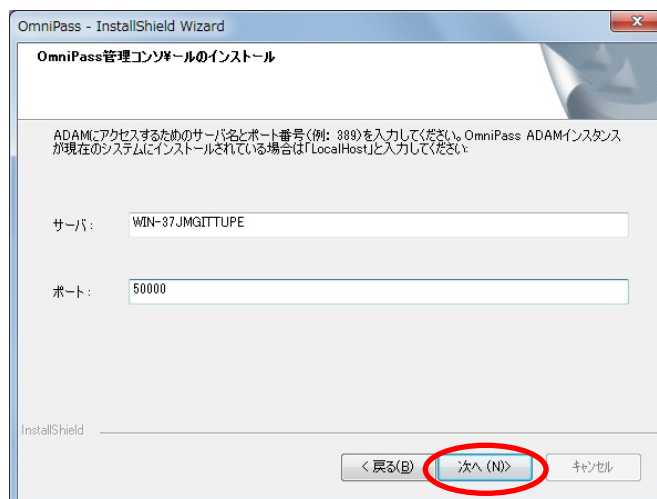 OmniPass - InstallShield Wizard
OmniPass管理コンソ¥ールのインストール
ADAMにアクセスするためのサーバ名とポート番号(例: 389)を入力してください。OmniPass ADAMインスタンス
が現在のシステムにインストールされている場合は「LocalHost」と入力してください:
サーバ:
WIN-37JMGITTUPE
ポート:
50000
InstallShield
< 戻る(B)
次へ (N)>
キャンセル